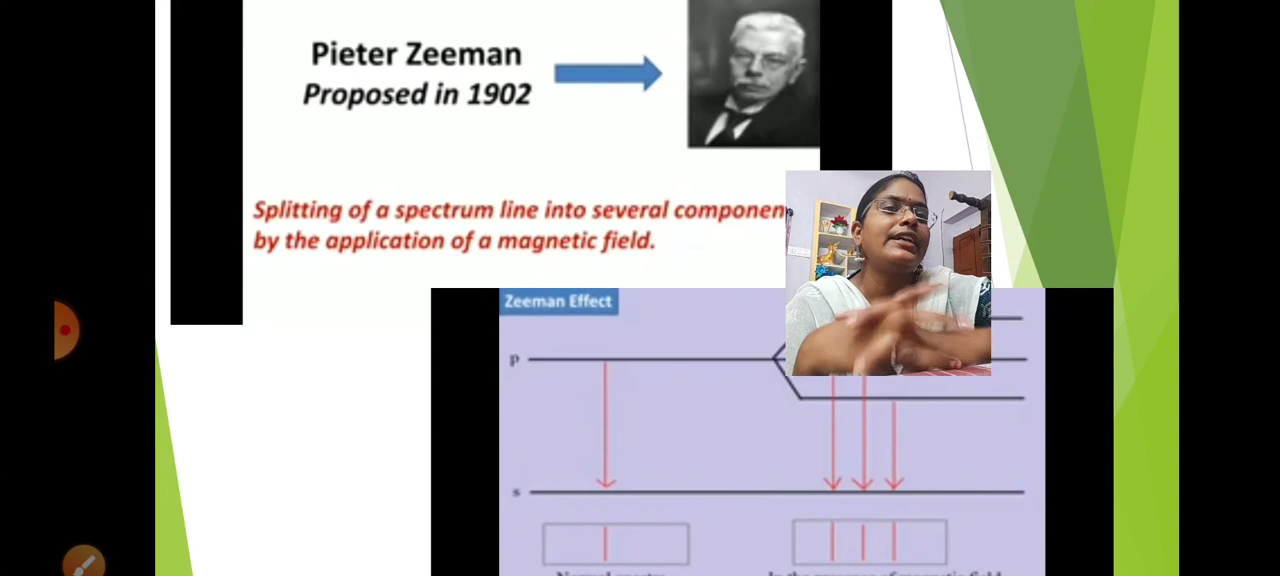 Pieter Zeeman
Proposed in 1902
Splitting of a spectrum line into several componen
by the application of a magnetic field.
Zeeman Effect
p
s